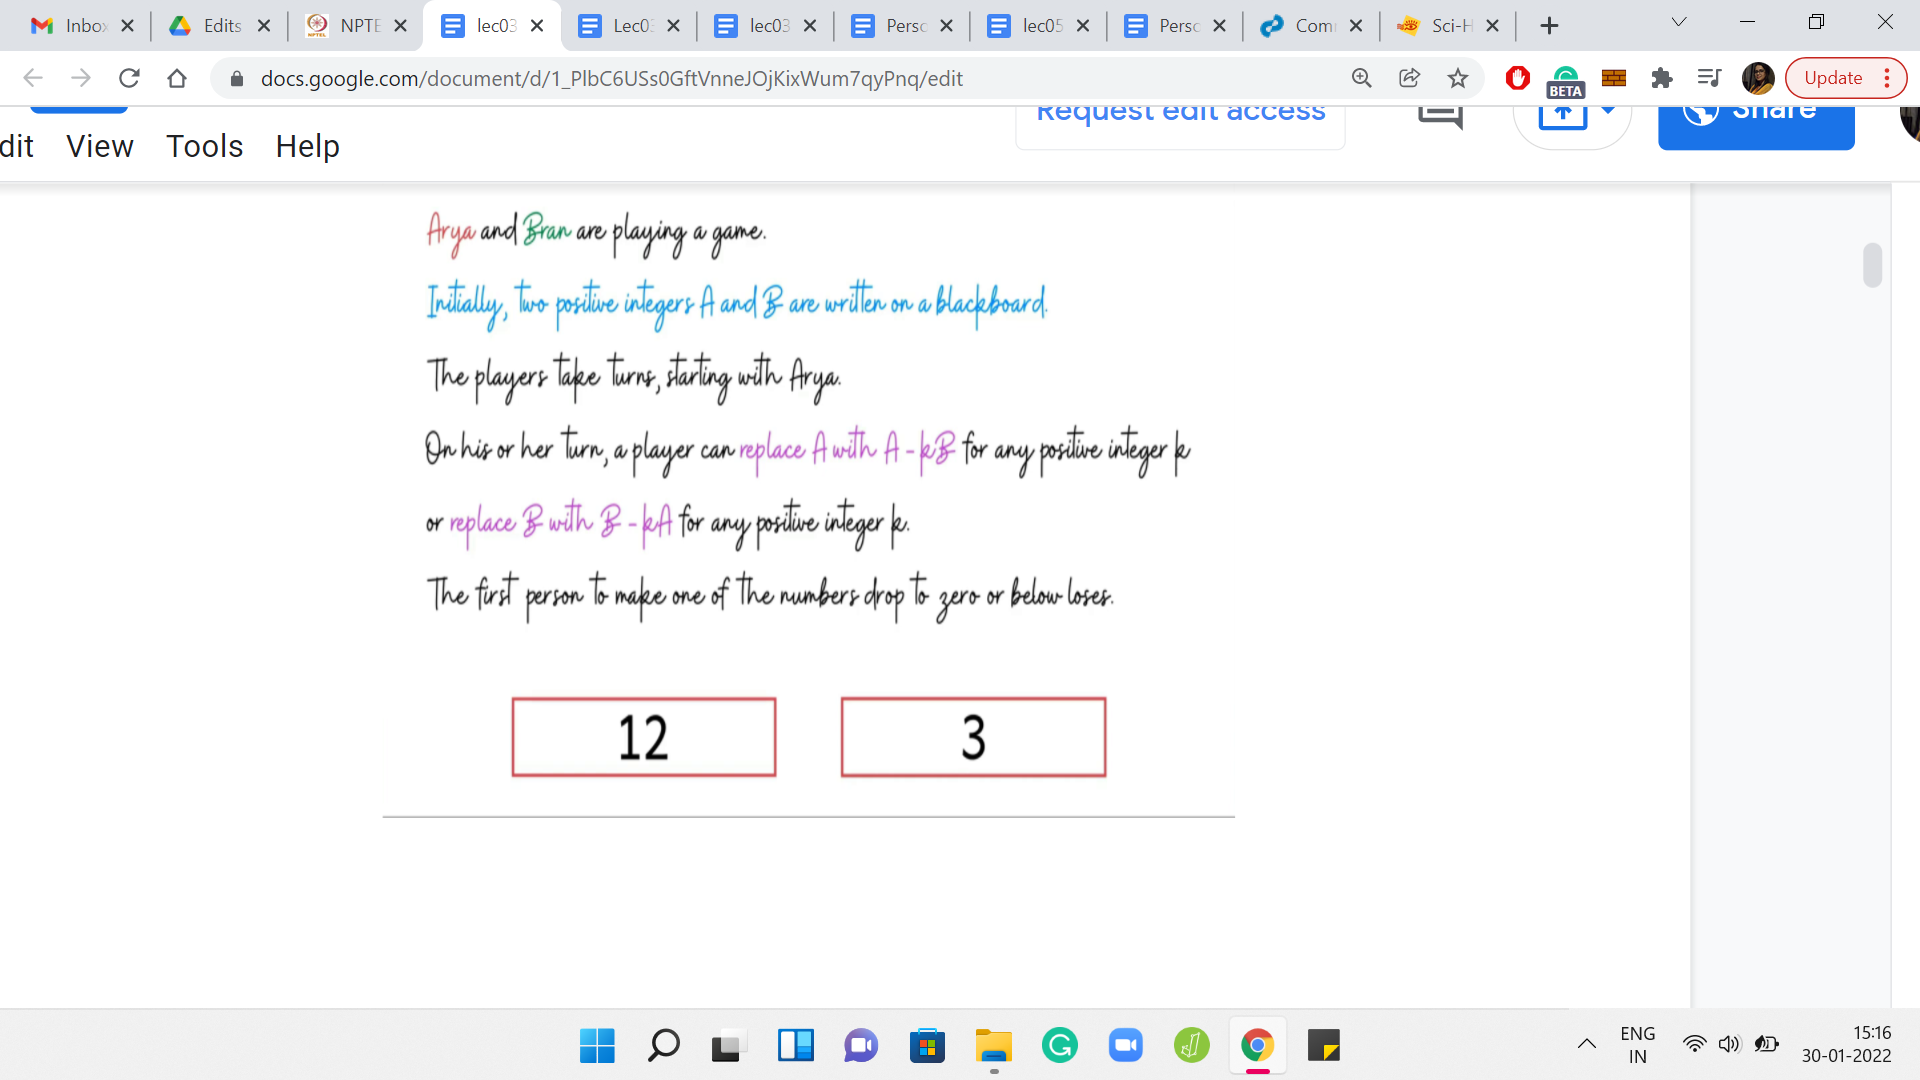 Inbox Edits NPTE lec03 Lec03 lec03 Perso lec05 Perso Com Sci-H
docs.google.com/document/d/1_PlbC6USs0GftVnneJOjKixWum7qyPnq/edit BETA Update
Request edit access Share
dit View Tools Help
Arya and Bran are playing a game.
Initially, two positive integers A and B are written on a blackboard.
The players take turns, starting with Arya.
On his or her turn, a player can replace A with A - kB for any positive integer k
or replace B with B - kA for any positive integer k.
The first person to make one of the numbers drop to zero or below loses.
12 3
ENG 15:16
IN 30-01-2022